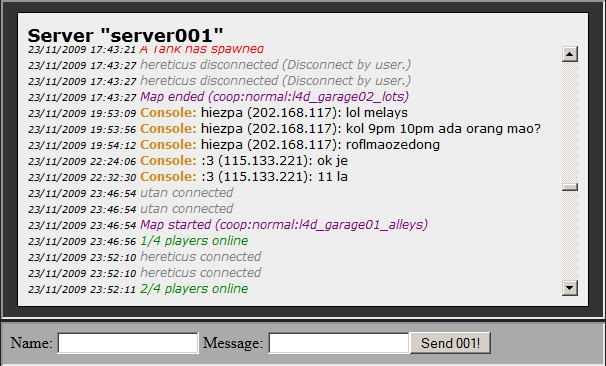 Server "server001"
23/11/2009 17:43:21 A Tank has spawned
23/11/2009 17:43:27 hereticus disconnected (Disconnect by user.)
23/11/2009 17:43:27 hereticus disconnected (Disconnect by user.)
23/11/2009 17:43:27 Map ended (coop:normal:l4d_garage02_lots)
23/11/2009 19:53:09 Console: hiezpa (202.168.117): lol melays
23/11/2009 19:53:56 Console: hiezpa (202.168.117): kol 9pm 10pm ada orang mao?
23/11/2009 19:54:12 Console: hiezpa (202.168.117): roflmaozedong
23/11/2009 22:24:06 Console: :3 (115.133.221): ok je
23/11/2009 22:32:30 Console: :3 (115.133.221): 11 la
23/11/2009 23:46:54 utan connected
23/11/2009 23:46:54 utan connected
23/11/2009 23:46:54 Map started (coop:normal:l4d_garage01_alleys)
23/11/2009 23:46:56 1/4 players online
23/11/2009 23:52:10 hereticus connected
23/11/2009 23:52:10 hereticus connected
23/11/2009 23:52:11 2/4 players online
Name: Message: Send 001!